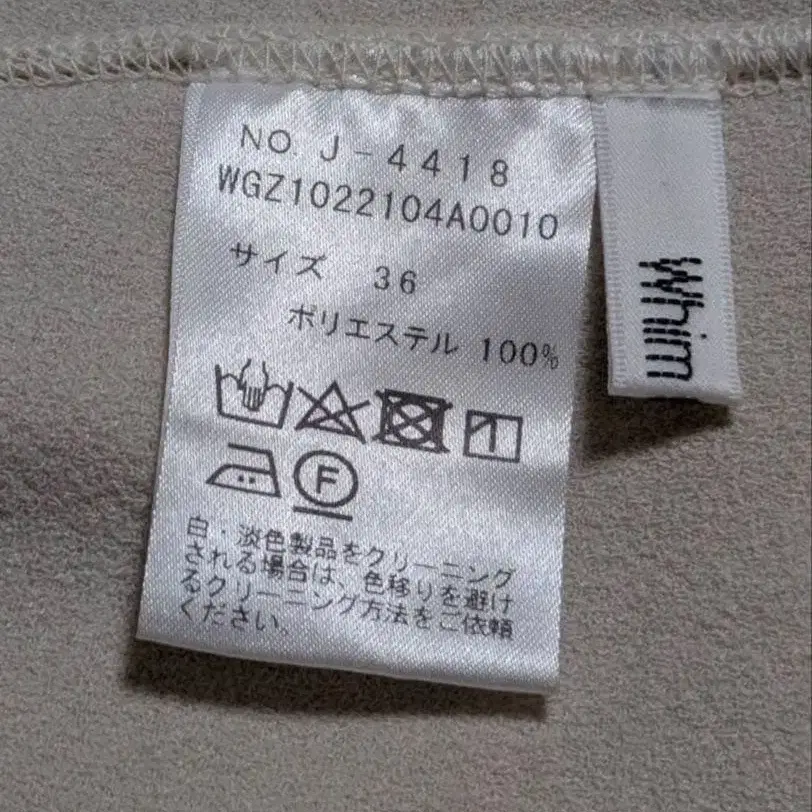 NO. J-4418
WGZ1022104A0010
サイズ 36
ポリエステル 100%
F
白・淡色製品をクリーニング
される場合は、色移りを避け
るクリーニング方法をご依頼
ください。
Whim